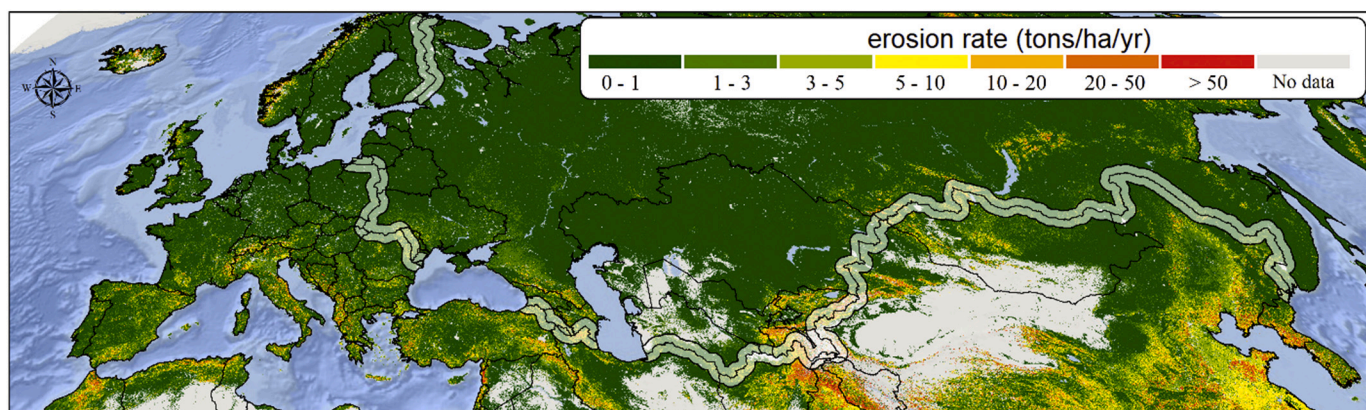 erosion rate (tons/ha/yr)
0 - 1 1 - 3 3 - 5 5 - 10 10 - 20 20 - 50 > 50 No data
N
W E
S